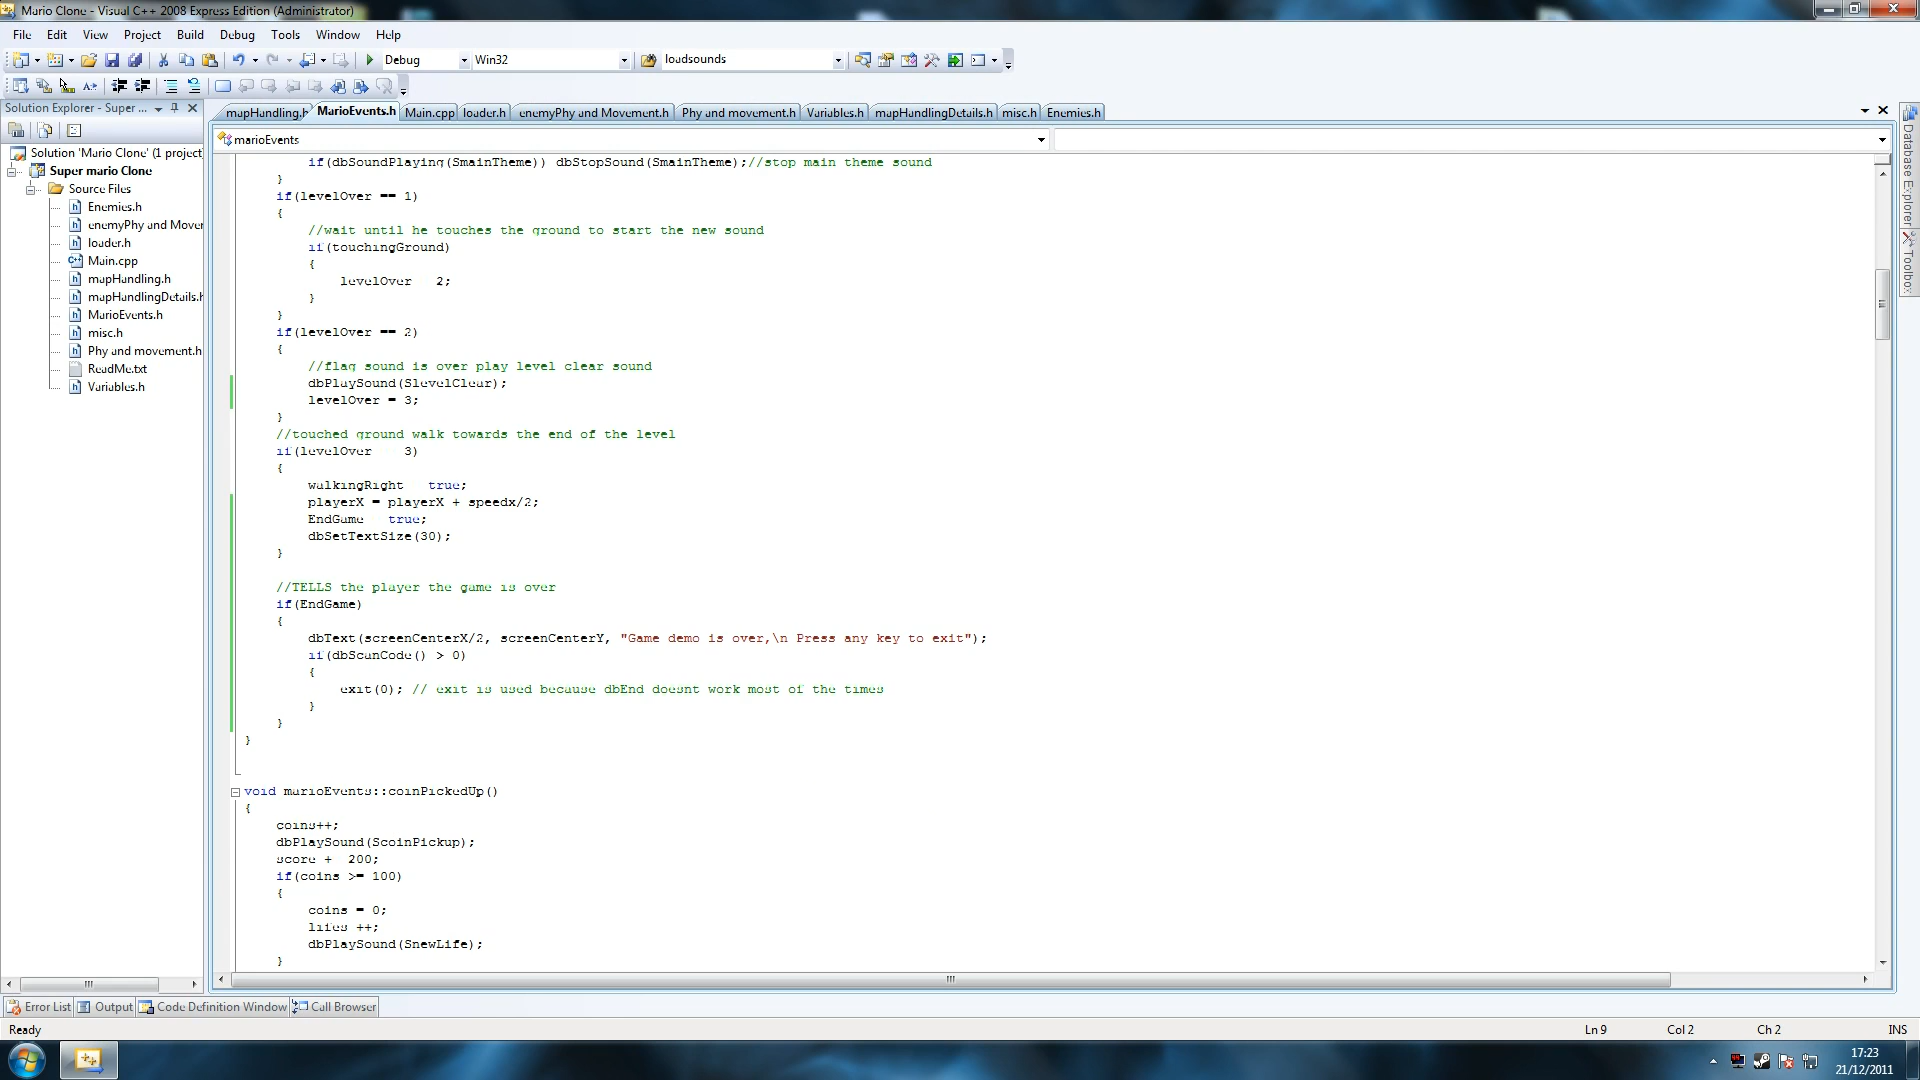 Mario Clone - Visual C++ 2008 Express Edition (Administrator)
File Edit View Project Build Debug Tools Window Help
Debug Win32 loadsounds
Solution Explorer - Super ...
mapHandling.h MarioEvents.h Main.cpp loader.h enemyPhy and Movement.h Phy and movement.h Variables.h mapHandlingDetails.h misc.h Enemies.h
marioEvents
Solution 'Mario Clone' (1 project
Super mario Clone
Source Files
Enemies.h
enemyPhy and Mover
loader.h
Main.cpp
mapHandling.h
mapHandlingDetails.h
MarioEvents.h
misc.h
Phy and movement.h
ReadMe.txt
Variables.h
if(dbSoundPlaying(SmainTheme)) dbStopSound(SmainTheme);//stop main theme sound
}
if(levelOver == 1)
{
//wait until he touches the ground to start the new sound
if(touchingGround)
{
levelOver 2;
}
}
if(levelOver == 2)
{
//flag sound is over play level clear sound
dbPlaySound(SlevelClear);
levelOver = 3;
}
//touched ground walk towards the end of the level
if(levelOver 3)
{
walkingRight true;
playerX = playerX + speedx/2;
EndGame true;
dbSetTextSize(30);
}
//TELLS the player the game is over
if(EndGame)
{
dbText(screenCenterX/2, screenCenterY, "Game demo is over,\n Press any key to exit");
if(dbScanCode() > 0)
{
exit(0); // exit is used because dbEnd doesnt work most of the times
}
}
}
void marioEvents::coinPickedUp()
{
coins++;
dbPlaySound(ScoinPickup);
score + 200;
if(coins >= 100)
{
coins = 0;
lifes ++;
dbPlaySound(SnewLife);
}
Database Explorer
Toolbox
Error List Output Code Definition Window Call Browser
Ready Ln 9 Col 2 Ch 2 INS
17:23
21/12/2011